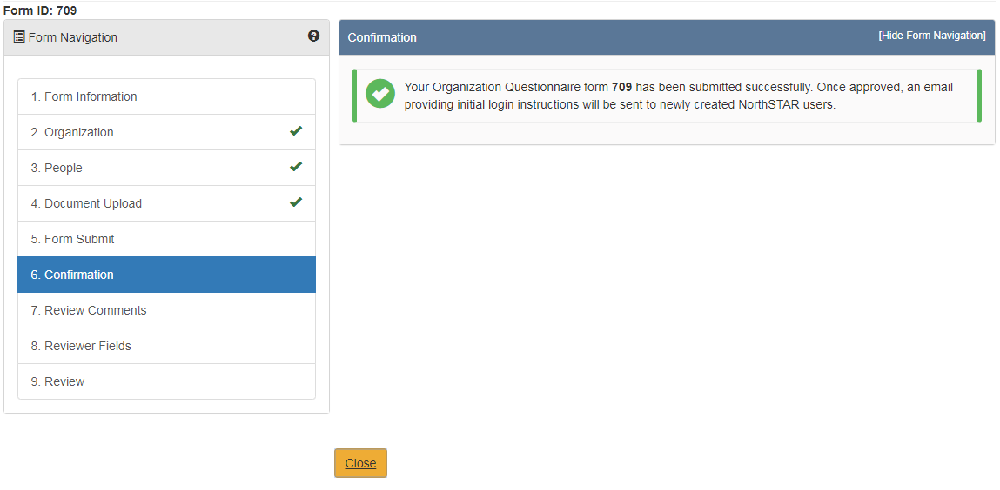 Form ID: 709
Form Navigation
1. Form Information
2. Organization
3. People
4. Document Upload
5. Form Submit
6. Confirmation
7. Review Comments
8. Reviewer Fields
9. Review
Confirmation
[Hide Form Navigation]
Your Organization Questionnaire form 709 has been submitted successfully. Once approved, an email
providing initial login instructions will be sent to newly created NorthSTAR users.
Close